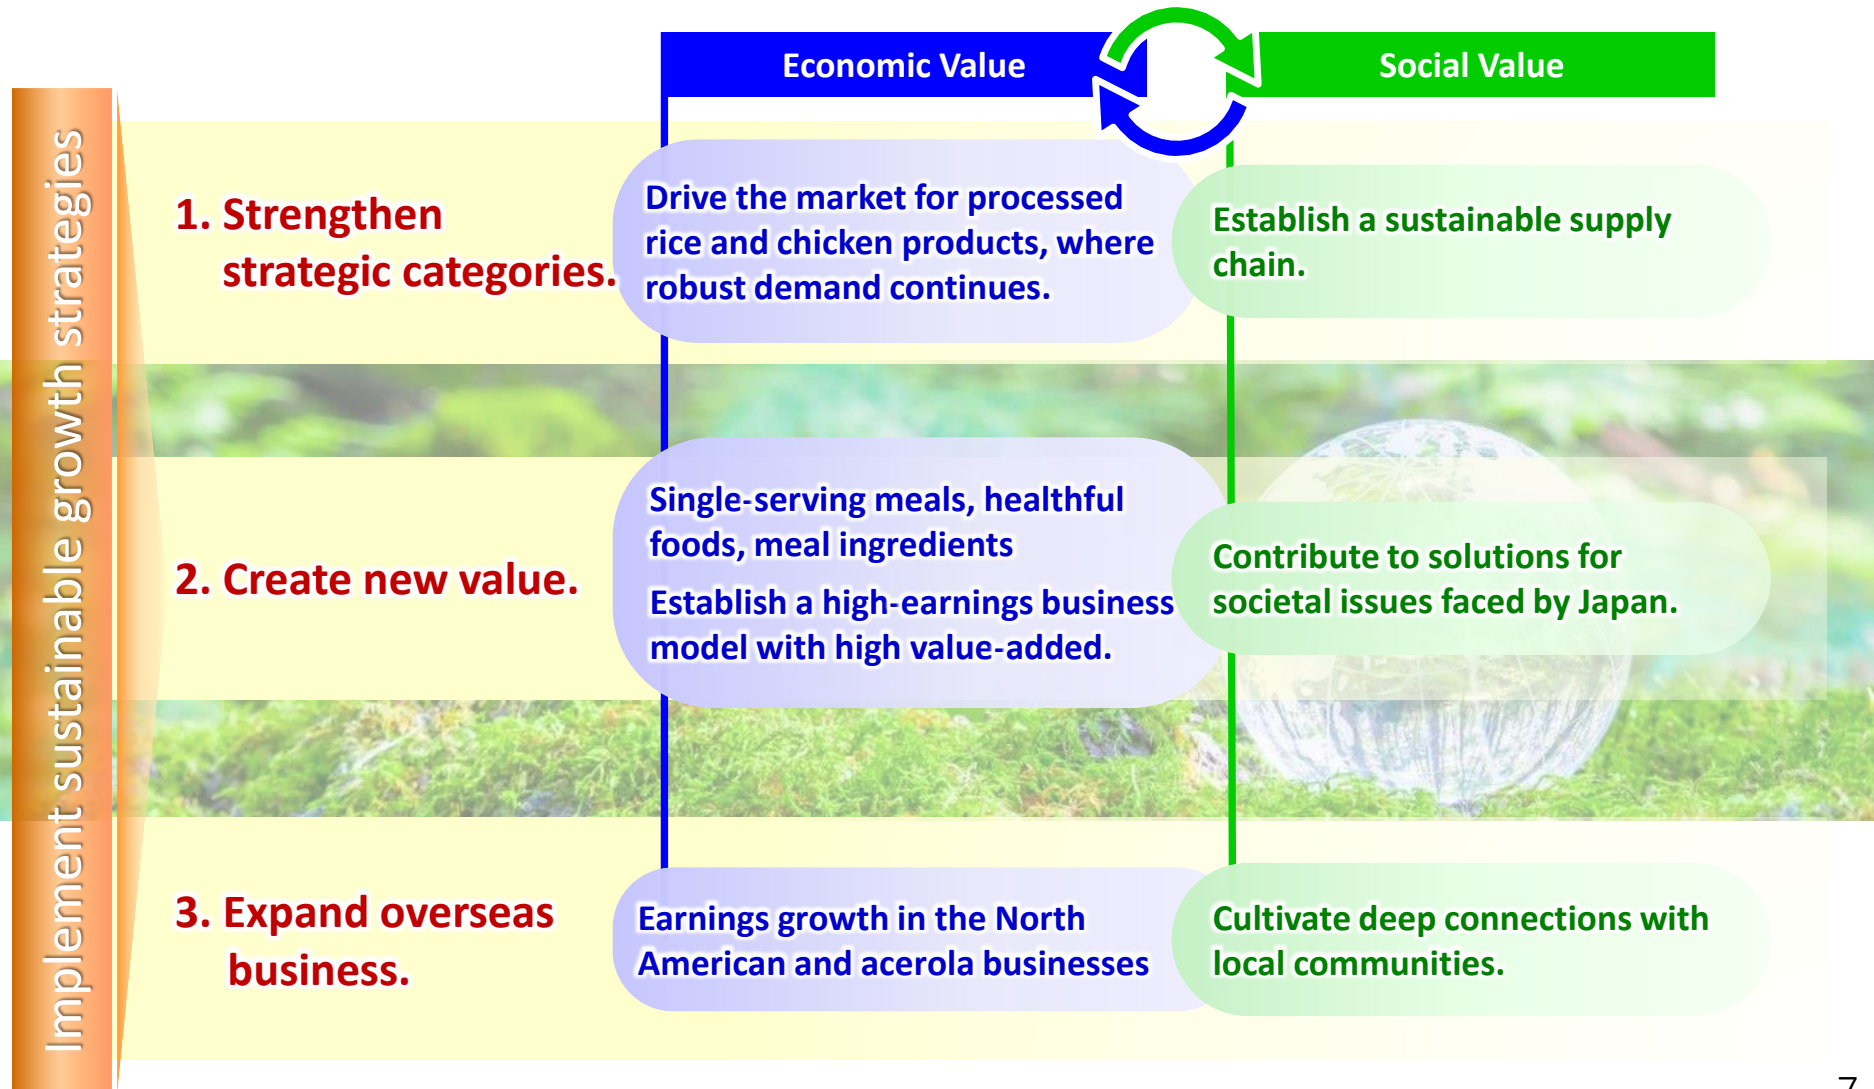 Economic Value
Social Value
Implement sustainable growth strategies
1. Strengthen
strategic categories.
Drive the market for processed
rice and chicken products, where
robust demand continues.
Establish a sustainable supply
chain.
2. Create new value.
Single-serving meals, healthful
foods, meal ingredients
Establish a high-earnings business
model with high value-added.
Contribute to solutions for
societal issues faced by Japan.
3. Expand overseas
business.
Earnings growth in the North
American and acerola businesses
Cultivate deep connections with
local communities.
7